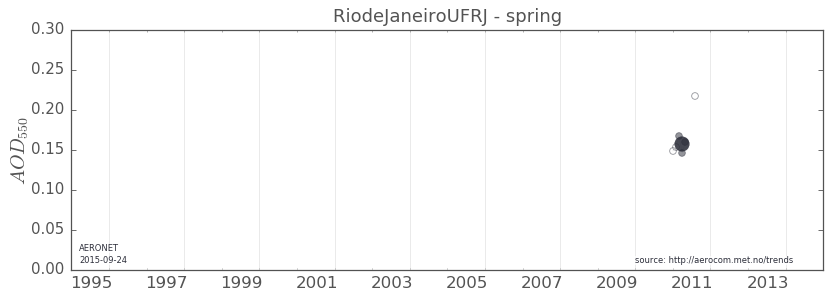 RiodeJaneiroUFRJ - spring
0.30
0.25
0.20
0.15
0.10
0.05
0.00
AOD550
AERONET
2015-09-24
source: http://aerocom.met.no/trends
1995 1997 1999 2001 2003 2005 2007 2009 2011 2013